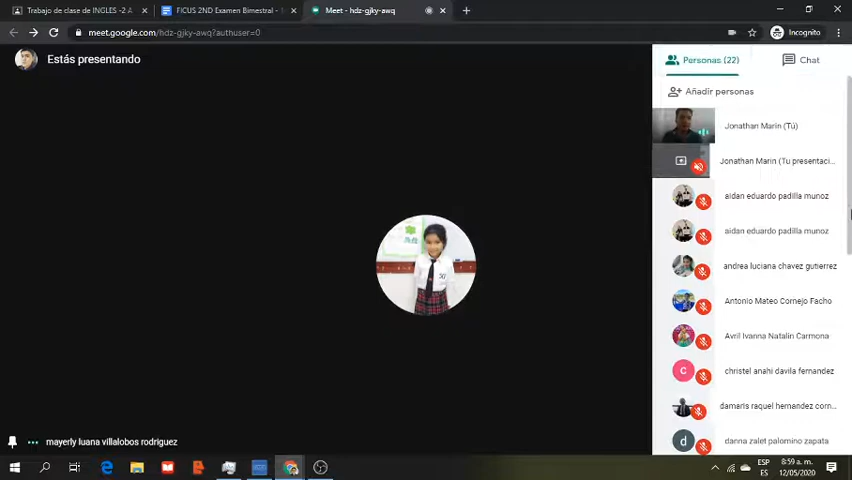 Trabajo de clase de INGLES -2 A
FICUS 2ND Examen Bimestral -
Meet - hdz-gjky-awq
meet.google.com/hdz-gjky-awq?authuser=0
Incognito
Estás presentando
Personas (22)
Chat
Añadir personas
Jonathan Marin (Tú)
Jonathan Marin (Tu presentaci...
aidan eduardo padilla munoz
aidan eduardo padilla munoz
andrea luciana chavez gutierrez
Antonio Mateo Cornejo Facho
Avril Ivanna Natalin Carmona
C
christel anahi davila fernandez
damaris raquel hernandez corn...
d
danna zalet palomino zapata
mayerly luana villalobos rodriguez
ESP
ES
8:59 a. m.
12/05/2020